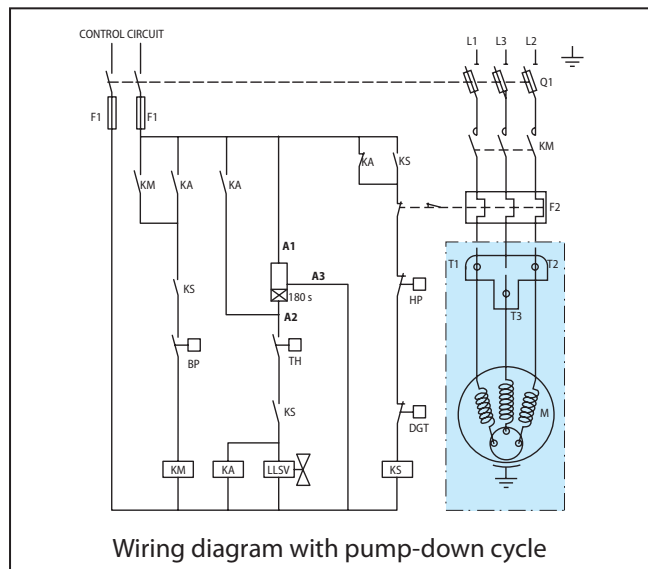 CONTROL CIRCUIT
L1 L3 L2
Q1
F1 F1
KM
KA KS
KM KA KA
F2
A1
T1 T2
A3
KS
180 s
HP
A2
T3
TH
BP
KS
M
DGT
KM KA LLSV KS
Wiring diagram with pump-down cycle